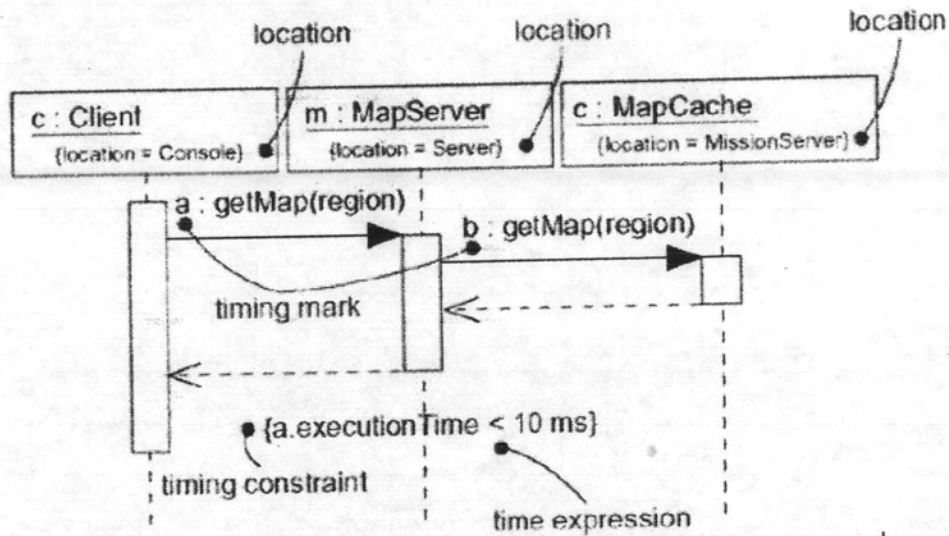 location
location
location
c : Client
{location = Console}
m : MapServer
{location = Server}
c : MapCache
{location = MissionServer}
a : getMap(region)
b : getMap(region)
timing mark
{a.executionTime < 10 ms}
timing constraint
time expression